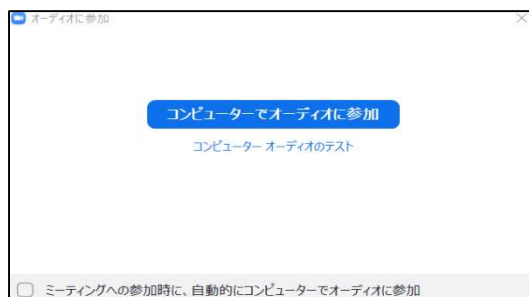 オーディオに参加
コンピューターでオーディオに参加
コンピューター オーディオのテスト
ミーティングへの参加時に、自動的にコンピューターでオーディオに参加